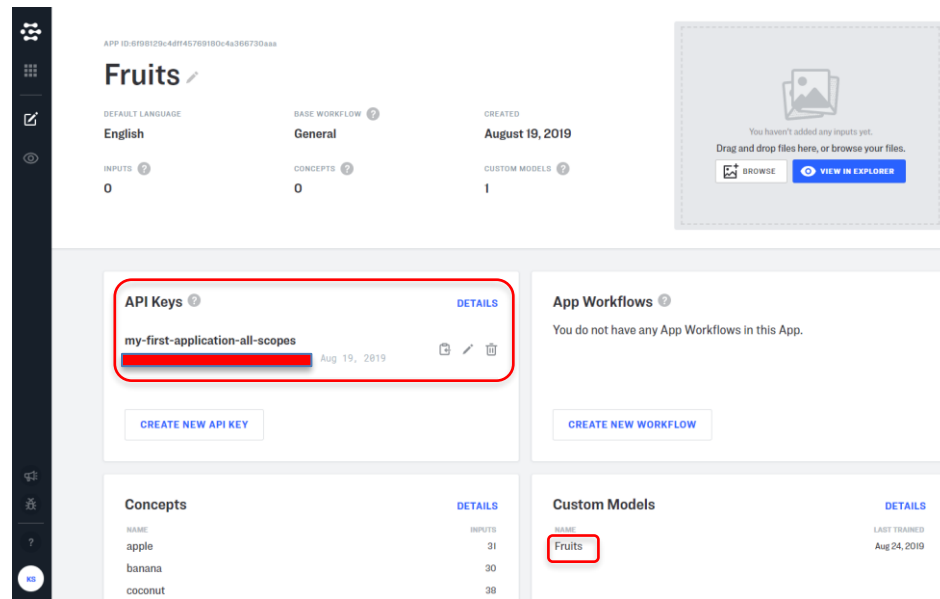 APP ID:6f98129c4dff45769180c4a366730aaa
Fruits
DEFAULT LANGUAGE
English
BASE WORKFLOW ?
General
CREATED
August 19, 2019
INPUTS ?
0
CONCEPTS ?
0
CUSTOM MODELS ?
1
You haven't added any inputs yet.
Drag and drop files here, or browse your files.
BROWSE
VIEW IN EXPLORER
API Keys ?
DETAILS
my-first-application-all-scopes
Aug 19, 2019
CREATE NEW API KEY
App Workflows ?
You do not have any App Workflows in this App.
CREATE NEW WORKFLOW
Concepts
DETAILS
NAME INPUTS
apple 31
banana 30
coconut 38
Custom Models
DETAILS
NAME LAST TRAINED
Fruits Aug 24, 2019
?
KS